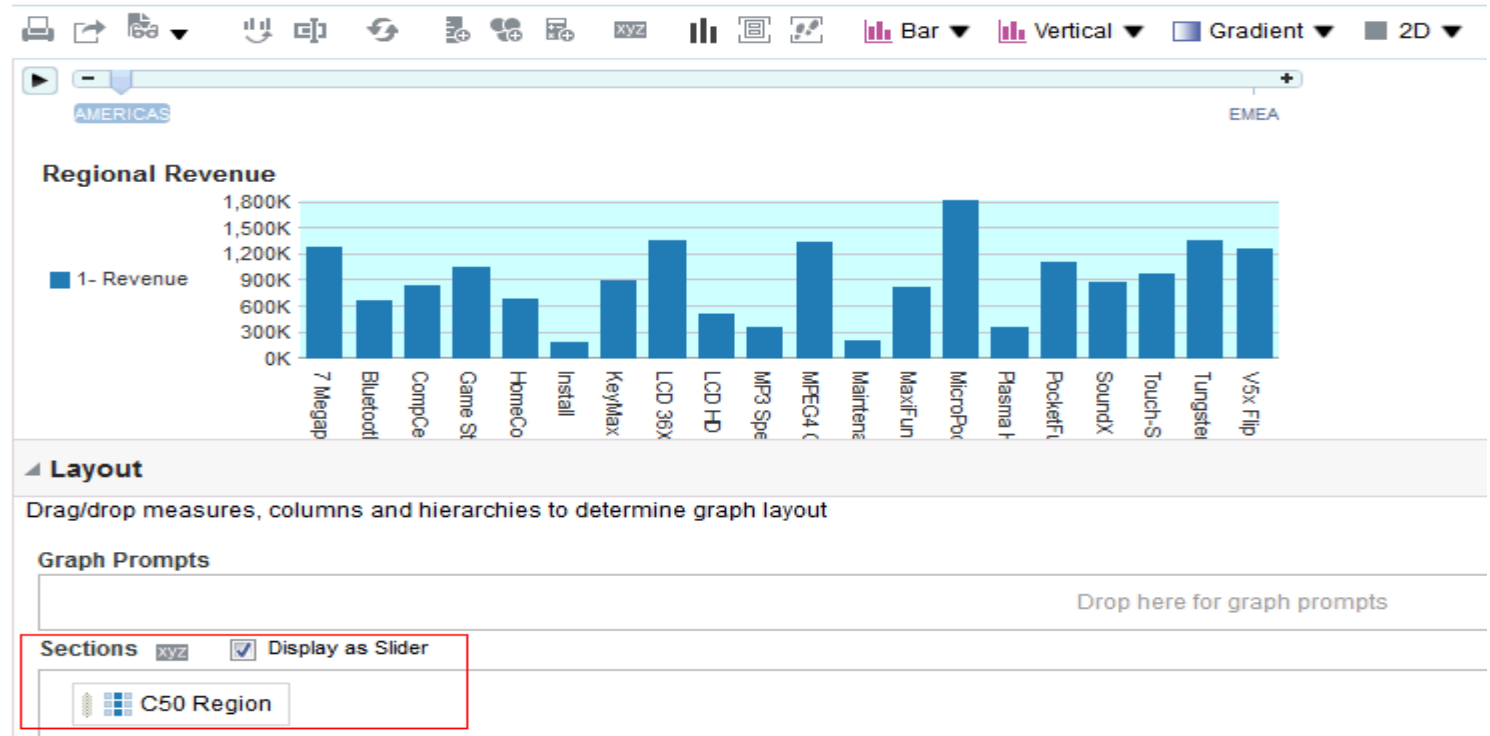 xyz Bar Vertical Gradient 2D
- +
AMERICAS EMEA
Regional Revenue
1,800K
1,500K
1,200K
900K
600K
300K
0K
1- Revenue
7 Megap
Bluetootl
CompCe
Game St
HomeCo
Install
KeyMax
LCD 36X
LCD HD
MP3 Spe
MPEG4 (
Maintena
MaxiFun
MicroPoc
Plasma H
PocketFu
SoundX
Touch-S
Tungster
V5x Flip
Layout
Drag/drop measures, columns and hierarchies to determine graph layout
Graph Prompts
Drop here for graph prompts
Sections xyz Display as Slider
C50 Region